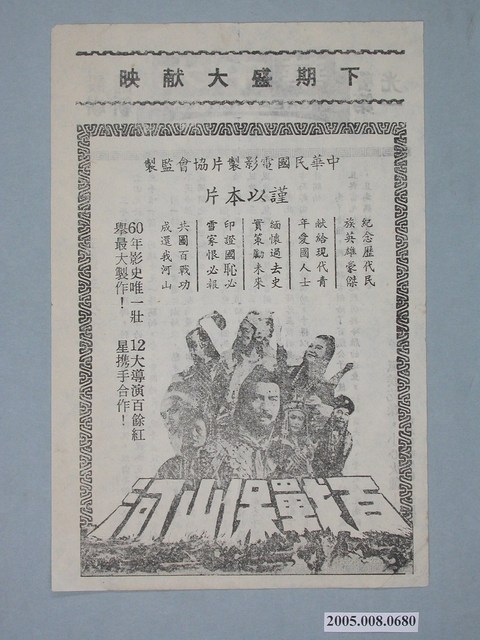 下期盛大献映
中華民國電影製片協會監製
謹以本片
紀念歷代民
族英雄豪傑
献給現代青
年愛國人士
緬懷過去史
實策勵未來
印證國恥必
雪家恨必報
共圖百戰功
成還我河山
60年影史唯一壯
舉最大製作！
12大導演百餘紅
星携手合作！
百戰保山河
2005.008.0680